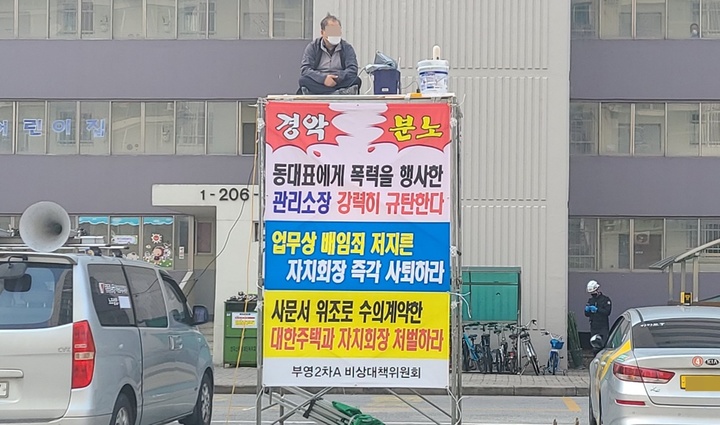 경악 분노
동대표에게 폭력을 행사한
관리소장 강력히 규탄한다
업무상 배임죄 저지른
자치회장 즉각 사퇴하라
사문서 위조로 수의계약한
대한주택과 자치회장 처벌하라
부영2차A 비상대책위원회
어린이집
1-206